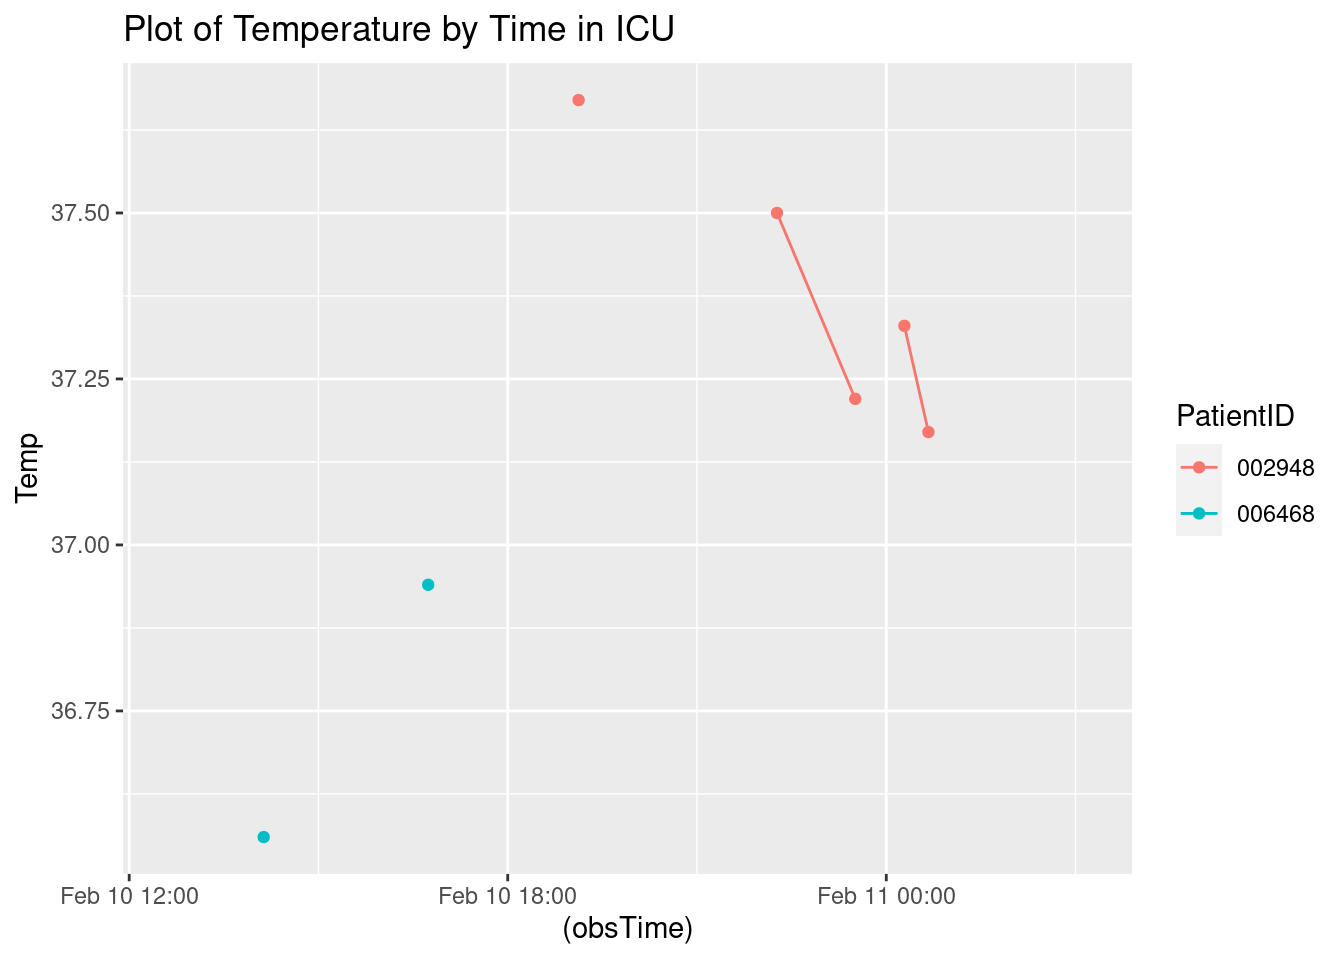 Plot of Temperature by Time in ICU
37.50
37.25
37.00
36.75
Temp
Feb 10 12:00
Feb 10 18:00
Feb 11 00:00
(obsTime)
PatientID
002948
006468